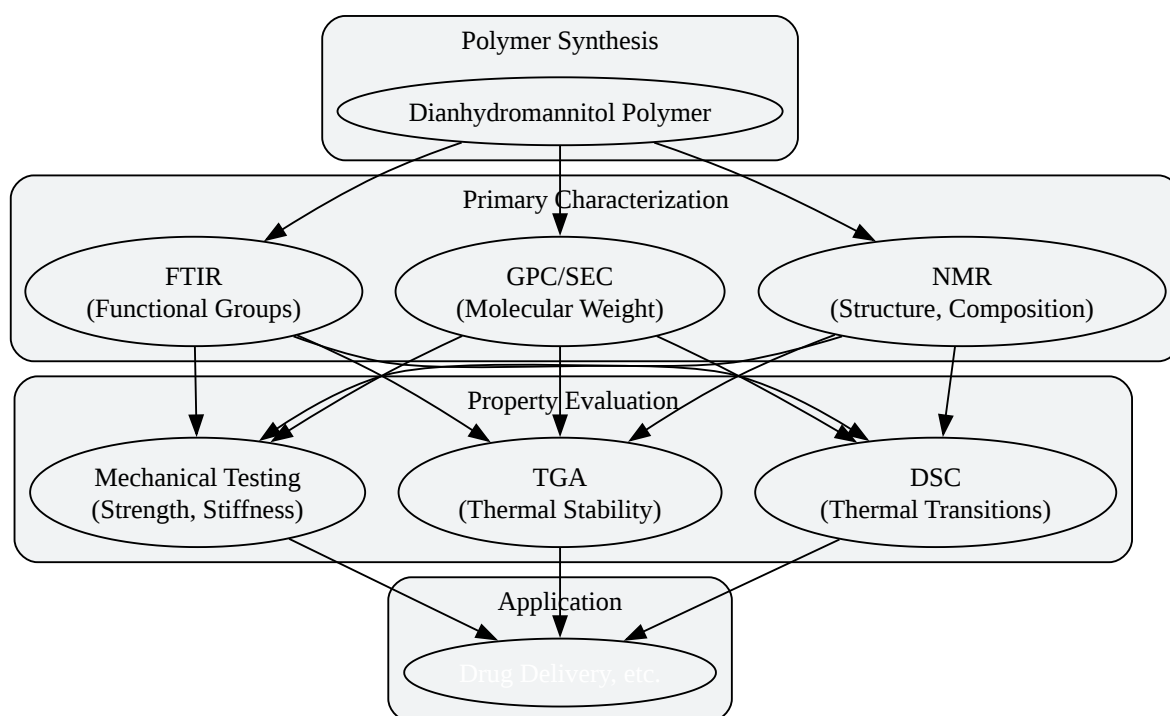 Polymer Synthesis
Dianhydromannitol Polymer
Primary Characterization
FTIR
(Functional Groups)
GPC/SEC
(Molecular Weight)
NMR
(Structure, Composition)
Property Evaluation
Mechanical Testing
(Strength, Stiffness)
TGA
(Thermal Stability)
DSC
(Thermal Transitions)
Application
Drug Delivery, etc.